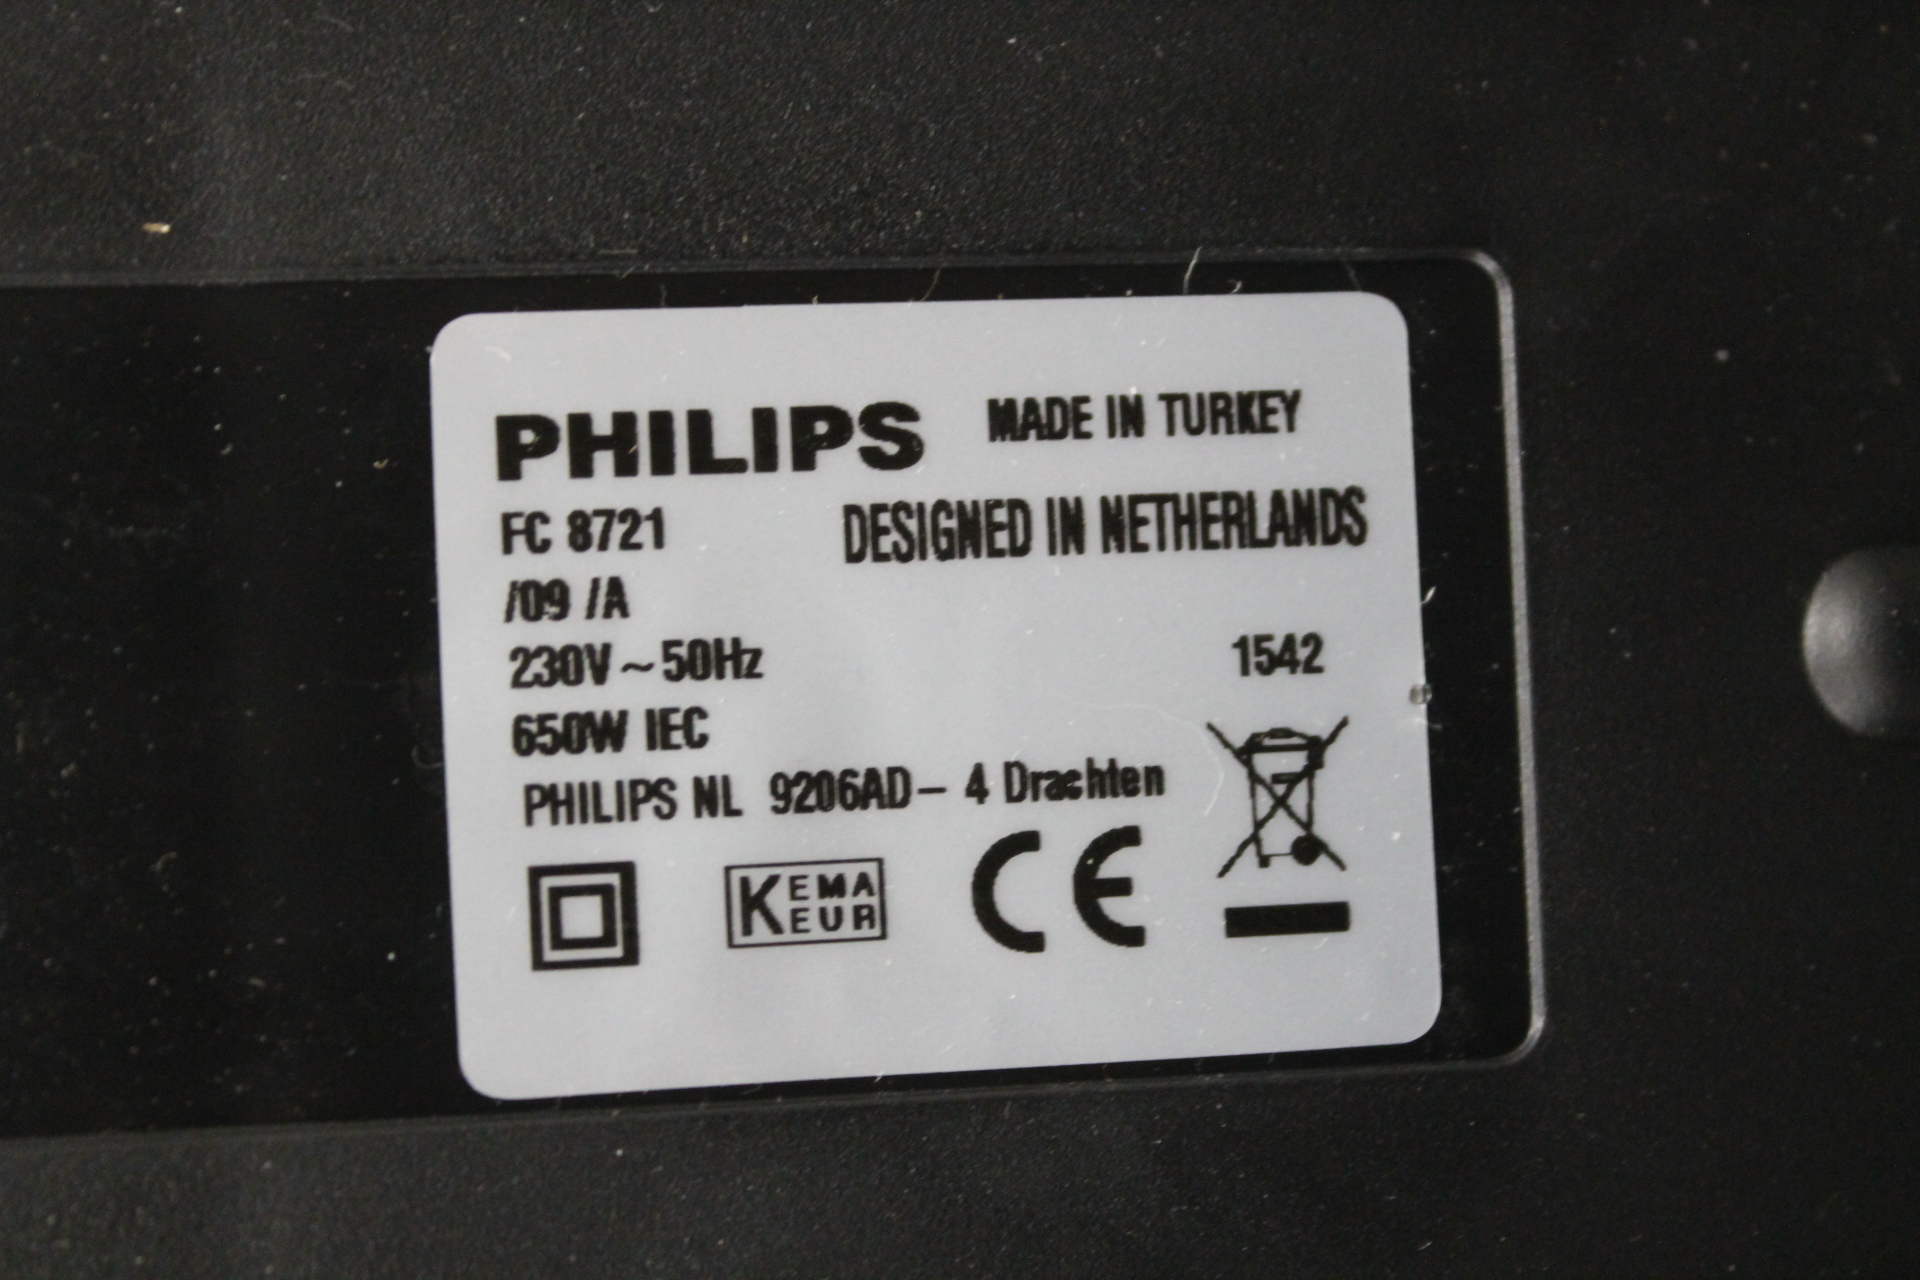 PHILIPS MADE IN TURKEY
FC 8721 DESIGNED IN NETHERLANDS
/09 /A
230V~50Hz 1542
650W IEC
PHILIPS NL 9206AD-4 Drachten
KEMA
KEUR
CE